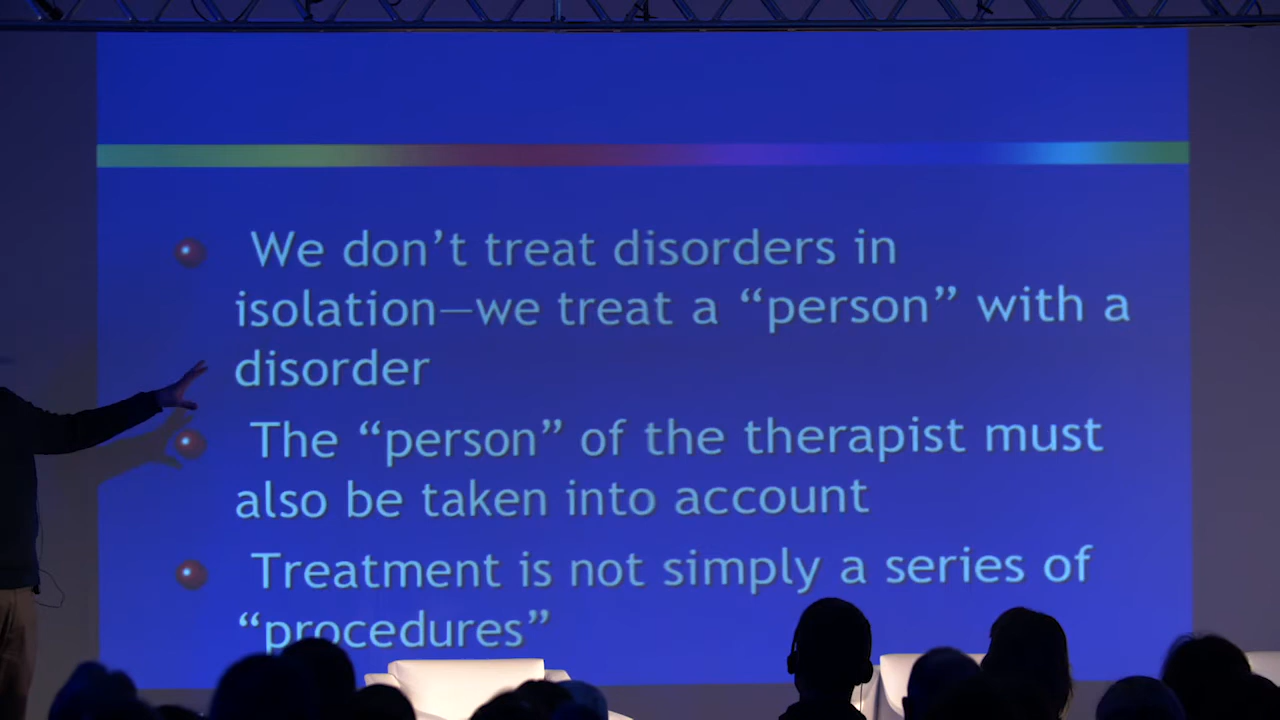 We don’t treat disorders in
isolation—we treat a “person” with a
disorder
The “person” of the therapist must
also be taken into account
Treatment is not simply a series of
“procedures”